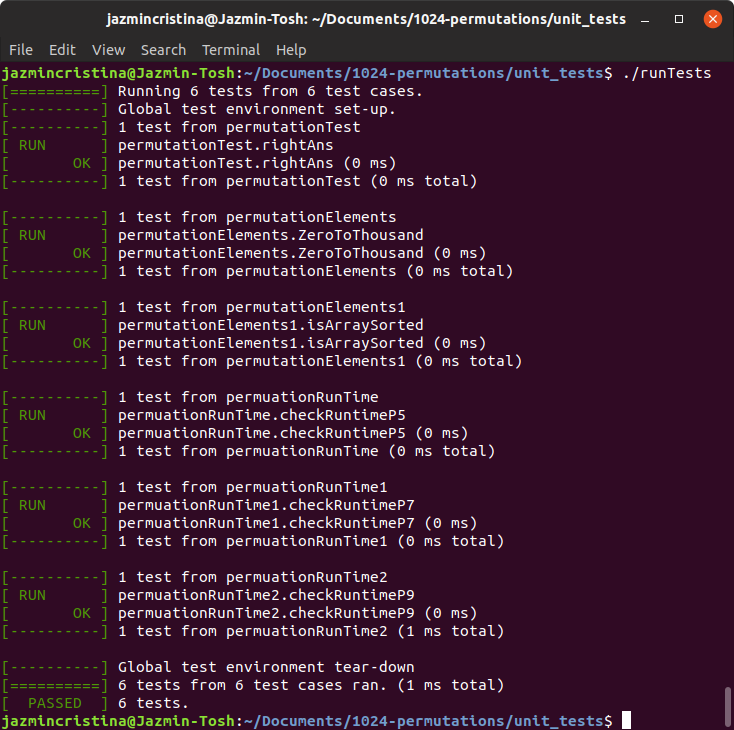 jazmincristina@Jazmin-Tosh: ~/Documents/1024-permutations/unit_tests
File Edit View Search Terminal Help
jazmincristina@Jazmin-Tosh:~/Documents/1024-permutations/unit_tests$ ./runTests
[==========] Running 6 tests from 6 test cases.
[----------] Global test environment set-up.
[----------] 1 test from permutationTest
[ RUN      ] permutationTest.rightAns
[       OK ] permutationTest.rightAns (0 ms)
[----------] 1 test from permutationTest (0 ms total)

[----------] 1 test from permutationElements
[ RUN      ] permutationElements.ZeroToThousand
[       OK ] permutationElements.ZeroToThousand (0 ms)
[----------] 1 test from permutationElements (0 ms total)

[----------] 1 test from permutationElements1
[ RUN      ] permutationElements1.isArraySorted
[       OK ] permutationElements1.isArraySorted (0 ms)
[----------] 1 test from permutationElements1 (0 ms total)

[----------] 1 test from permuationRunTime
[ RUN      ] permuationRunTime.checkRuntimeP5
[       OK ] permuationRunTime.checkRuntimeP5 (0 ms)
[----------] 1 test from permuationRunTime (0 ms total)

[----------] 1 test from permuationRunTime1
[ RUN      ] permuationRunTime1.checkRuntimeP7
[       OK ] permuationRunTime1.checkRuntimeP7 (0 ms)
[----------] 1 test from permuationRunTime1 (0 ms total)

[----------] 1 test from permuationRunTime2
[ RUN      ] permuationRunTime2.checkRuntimeP9
[       OK ] permuationRunTime2.checkRuntimeP9 (0 ms)
[----------] 1 test from permuationRunTime2 (1 ms total)

[----------] Global test environment tear-down
[==========] 6 tests from 6 test cases ran. (1 ms total)
[  PASSED  ] 6 tests.
jazmincristina@Jazmin-Tosh:~/Documents/1024-permutations/unit_tests$